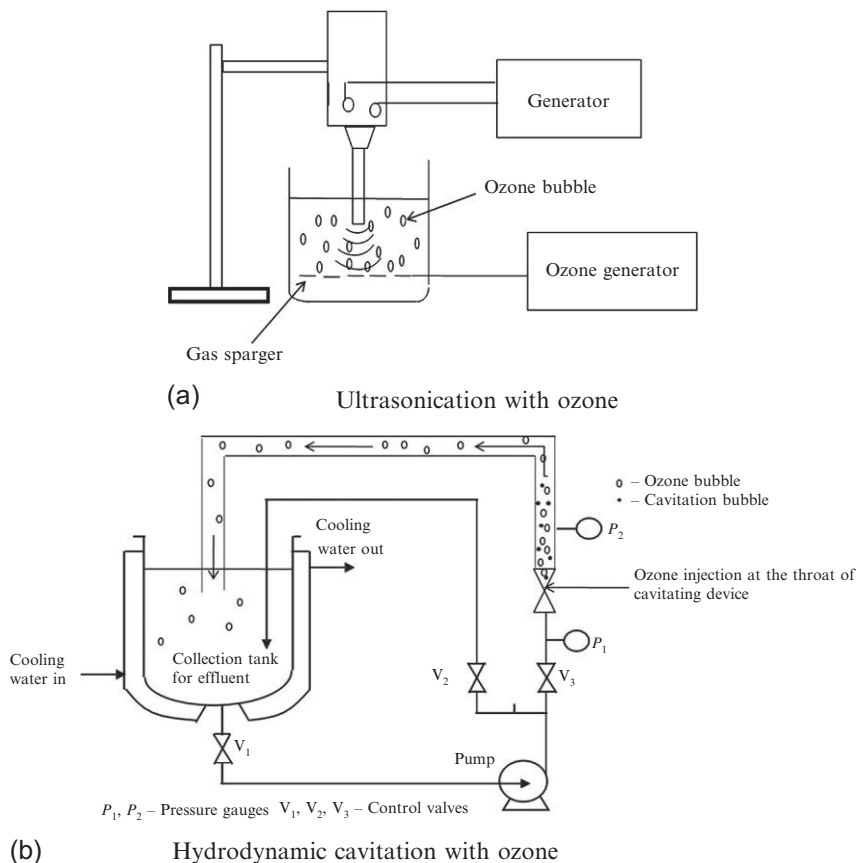 Generator
Ozone bubble
Ozone generator
Gas sparger
(a)
Ultrasonication with ozone
o – Ozone bubble
• – Cavitation bubble
P2
Cooling
water out
Ozone injection at the throat of
cavitating device
P1
Cooling
water in
Collection tank
for effluent
V2
V3
V1
Pump
P1, P2 – Pressure gauges V1, V2, V3 – Control valves
(b)
Hydrodynamic cavitation with ozone